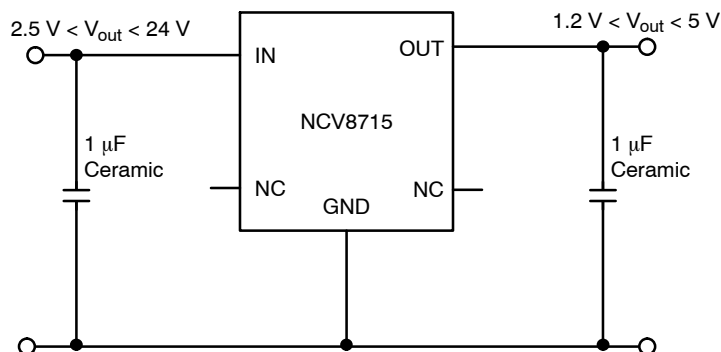 2.5 V < Vout < 24 V
1.2 V < Vout < 5 V
IN
OUT
NCV8715
1 μF
Ceramic
1 μF
Ceramic
NC
NC
GND